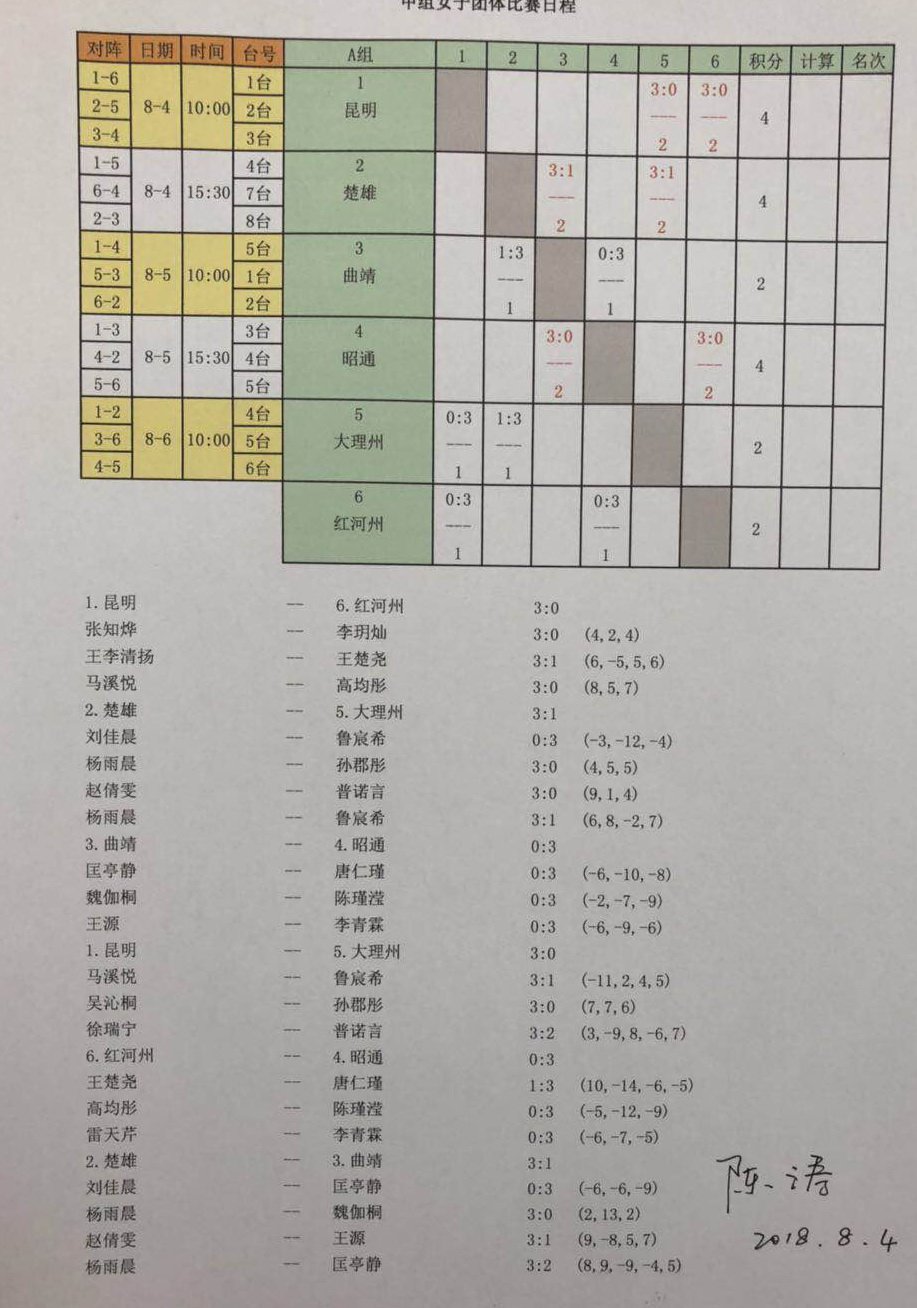 甲组女子团体比赛日程
对阵 日期 时间 台号 A组 1 2 3 4 5 6 积分 计算 名次
1-6 8-4 10:00 1台 1 3:0 3:0
2-5 2台 昆明 --- --- 4
3-4 3台 2 2
1-5 8-4 15:30 4台 2 3:1 3:1
6-4 7台 楚雄 --- --- 4
2-3 8台 2 2
1-4 8-5 10:00 5台 3 1:3 0:3
5-3 1台 曲靖 --- --- 2
6-2 2台 1 1
1-3 8-5 15:30 3台 4 3:0 3:0
4-2 4台 昭通 --- --- 4
5-6 5台 2 2
1-2 8-6 10:00 4台 5 0:3 1:3
3-6 5台 大理州 --- --- 2
4-5 6台 1 1
6 0:3 0:3
红河州 --- --- 2
1 1
1.昆明 -- 6.红河州 3:0
张知烨 -- 李玥灿 3:0 (4,2,4)
王李清扬 -- 王楚尧 3:1 (6,-5,5,6)
马溪悦 -- 高均彤 3:0 (8,5,7)
2.楚雄 -- 5.大理州 3:1
刘佳晨 -- 鲁宸希 0:3 (-3,-12,-4)
杨雨晨 -- 孙郡彤 3:0 (4,5,5)
赵倩雯 -- 普诺言 3:0 (9,1,4)
杨雨晨 -- 鲁宸希 3:1 (6,8,-2,7)
3.曲靖 -- 4.昭通 0:3
匡亭静 -- 唐仁瑾 0:3 (-6,-10,-8)
魏伽桐 -- 陈瑾滢 0:3 (-2,-7,-9)
王源 -- 李青霖 0:3 (-6,-9,-6)
1.昆明 -- 5.大理州 3:0
马溪悦 -- 鲁宸希 3:1 (-11,2,4,5)
吴沁桐 -- 孙郡彤 3:0 (7,7,6)
徐瑞宁 -- 普诺言 3:2 (3,-9,8,-6,7)
6.红河州 -- 4.昭通 0:3
王楚尧 -- 唐仁瑾 1:3 (10,-14,-6,-5)
高均彤 -- 陈瑾滢 0:3 (-5,-12,-9)
雷天芹 -- 李青霖 0:3 (-6,-7,-5)
2.楚雄 -- 3.曲靖 3:1
刘佳晨 -- 匡亭静 0:3 (-6,-6,-9)
杨雨晨 -- 魏伽桐 3:0 (2,13,2)
赵倩雯 -- 王源 3:1 (9,-8,5,7)
杨雨晨 -- 匡亭静 3:2 (8,9,-9,-4,5)
陈语
2018.8.4